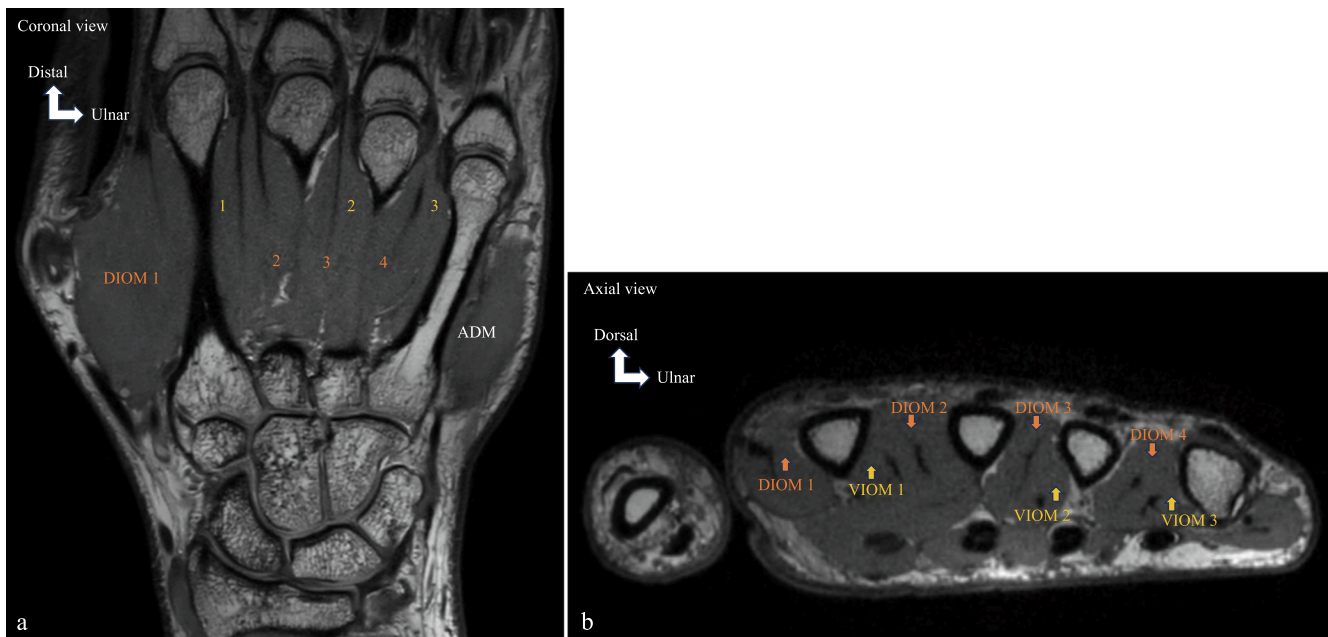 Coronal view
Distal
Ulnar
1
2
3
2
3
4
DIOM 1
ADM
a
Axial view
Dorsal
Ulnar
DIOM 2
DIOM 3
DIOM 4
DIOM 1
VIOM 1
VIOM 2
VIOM 3
b